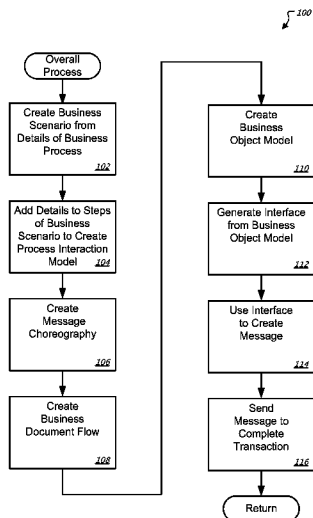 100
Overall
Process
Create Business
Scenario from
Details of Business
Process
102
Add Details to Steps
of Business
Scenario to Create
Process Interaction
Model
104
Create
Message
Choreography
106
Create
Business
Document Flow
108
Create
Business
Object Model
110
Generate Interface
from Business
Object Model
112
Use Interface
to Create
Message
114
Send
Message to
Complete
Transaction
116
Return